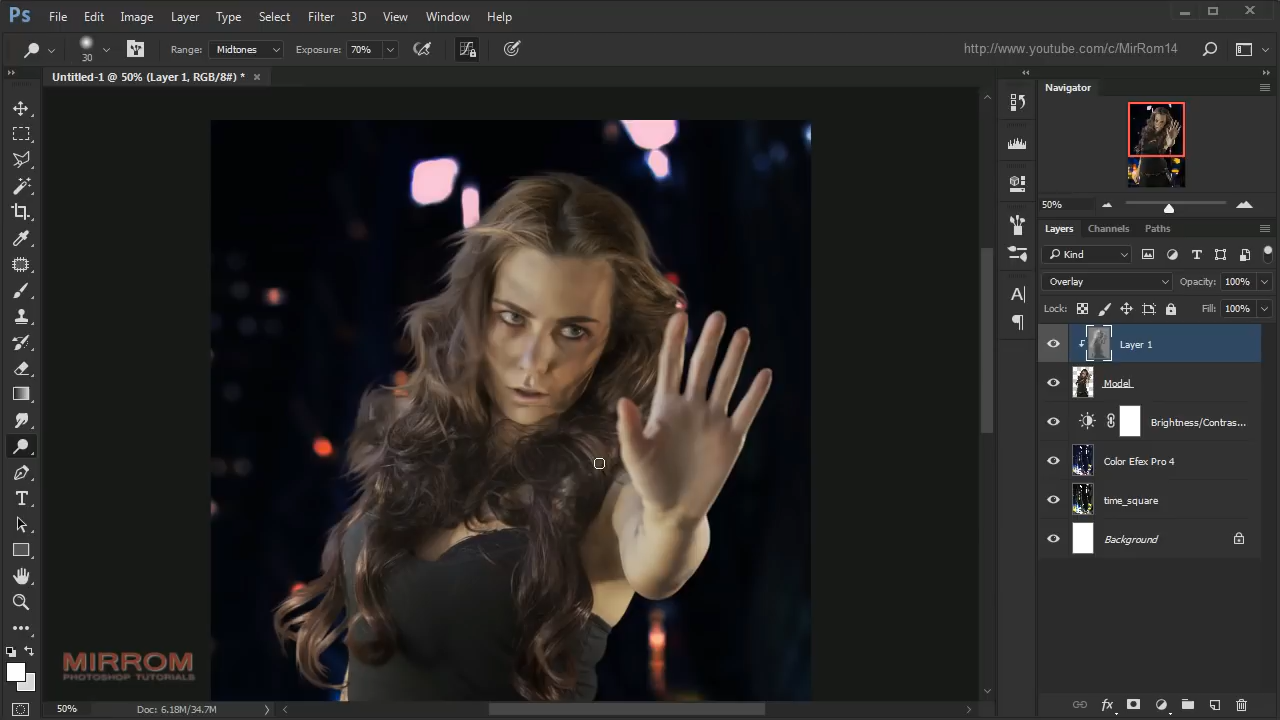 Ps File Edit Image Layer Type Select Filter 3D View Window Help
30 Range: Midtones Exposure: 70% http://www.youtube.com/c/MirRom14
Untitled-1 @ 50% (Layer 1, RGB/8#) * ×
Navigator
50%
Layers Channels Paths
Kind
Overlay Opacity: 100%
Lock: Fill: 100%
Layer 1
Model
Brightness/Contras...
Color Efex Pro 4
time_square
Background
MIRROM
PHOTOSHOP TUTORIALS
50% Doc: 6.18M/34.7M
fx